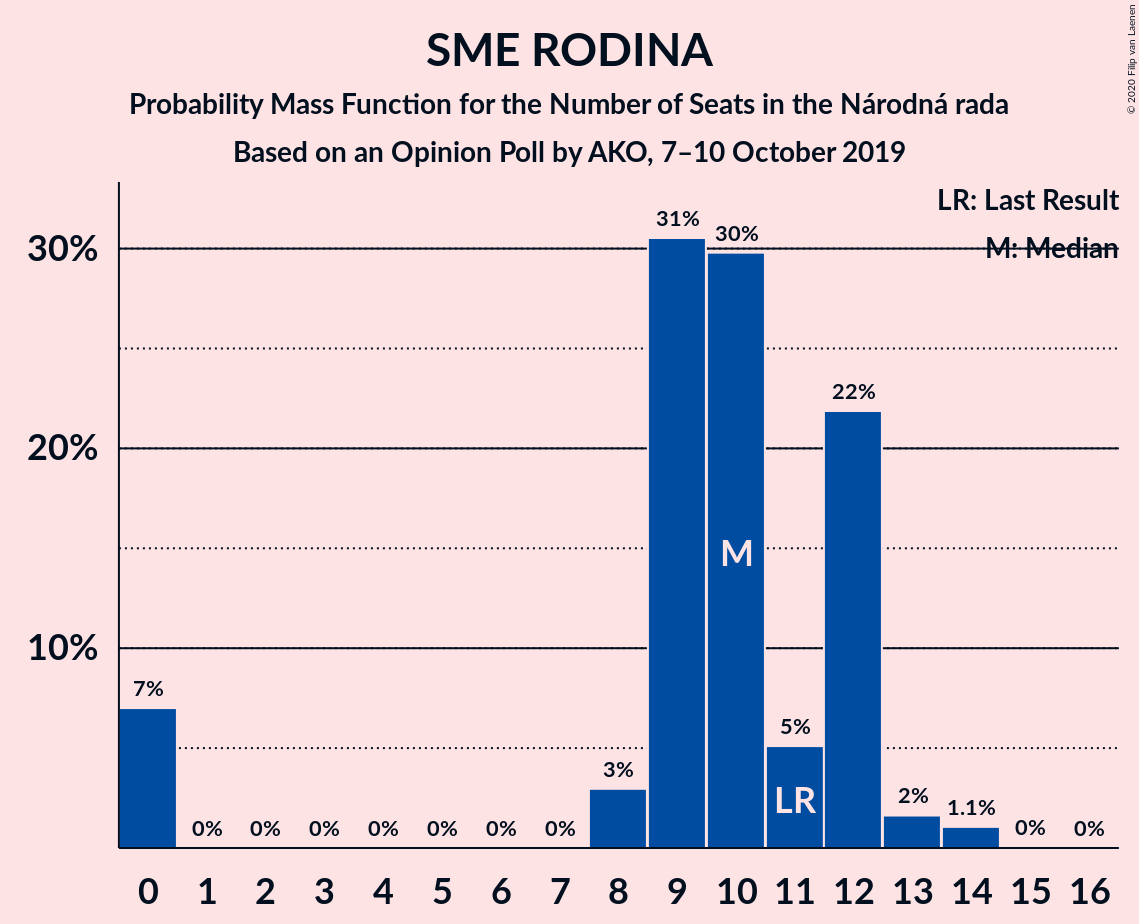 SME RODINA
Probability Mass Function for the Number of Seats in the Národná rada
Based on an Opinion Poll by AKO, 7–10 October 2019
© 2020 Filip van Laenen
LR: Last Result
M: Median
30%
20%
10%
7%
0%
0%
0%
0%
0%
0%
0%
3%
31%
30%
5%
22%
2%
1.1%
0%
0%
M
LR
0 1 2 3 4 5 6 7 8 9 10 11 12 13 14 15 16